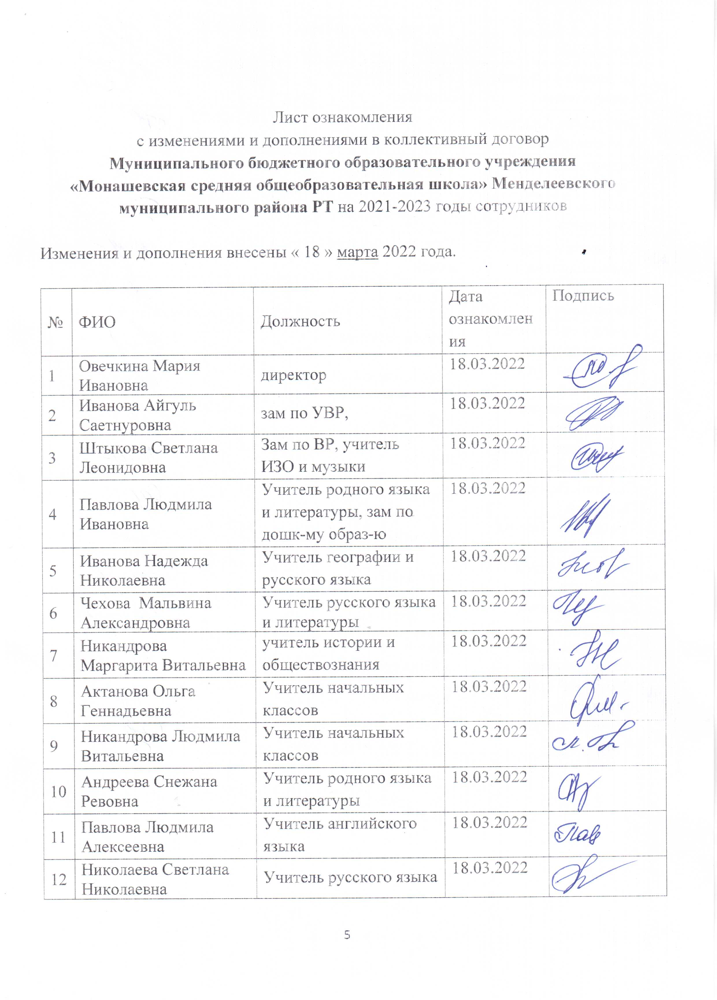 Лист ознакомления
с изменениями и дополнениями в коллективный договор
Муниципального бюджетного образовательного учреждения
«Монашевская средняя общеобразовательная школа» Менделеевского
муниципального района РТ на 2021-2023 годы сотрудников
Изменения и дополнения внесены « 18 » марта 2022 года.
№ ФИО Должность Дата ознакомлен ия Подпись
1 Овечкина Мария Ивановна директор 18.03.2022
2 Иванова Айгуль Саетнуровна зам по УВР, 18.03.2022
3 Штыкова Светлана Леонидовна Зам по ВР, учитель ИЗО и музыки 18.03.2022
4 Павлова Людмила Ивановна Учитель родного языка и литературы, зам по дошк-му образ-ю 18.03.2022
5 Иванова Надежда Николаевна Учитель географии и русского языка 18.03.2022
6 Чехова Мальвина Александровна Учитель русского языка и литературы 18.03.2022
7 Никандрова Маргарита Витальевна учитель истории и обществознания 18.03.2022
8 Актанова Ольга Геннадьевна Учитель начальных классов 18.03.2022
9 Никандрова Людмила Витальевна Учитель начальных классов 18.03.2022
10 Андреева Снежана Ревовна Учитель родного языка и литературы 18.03.2022
11 Павлова Людмила Алексеевна Учитель английского языка 18.03.2022
12 Николаева Светлана Николаевна Учитель русского языка 18.03.2022
5